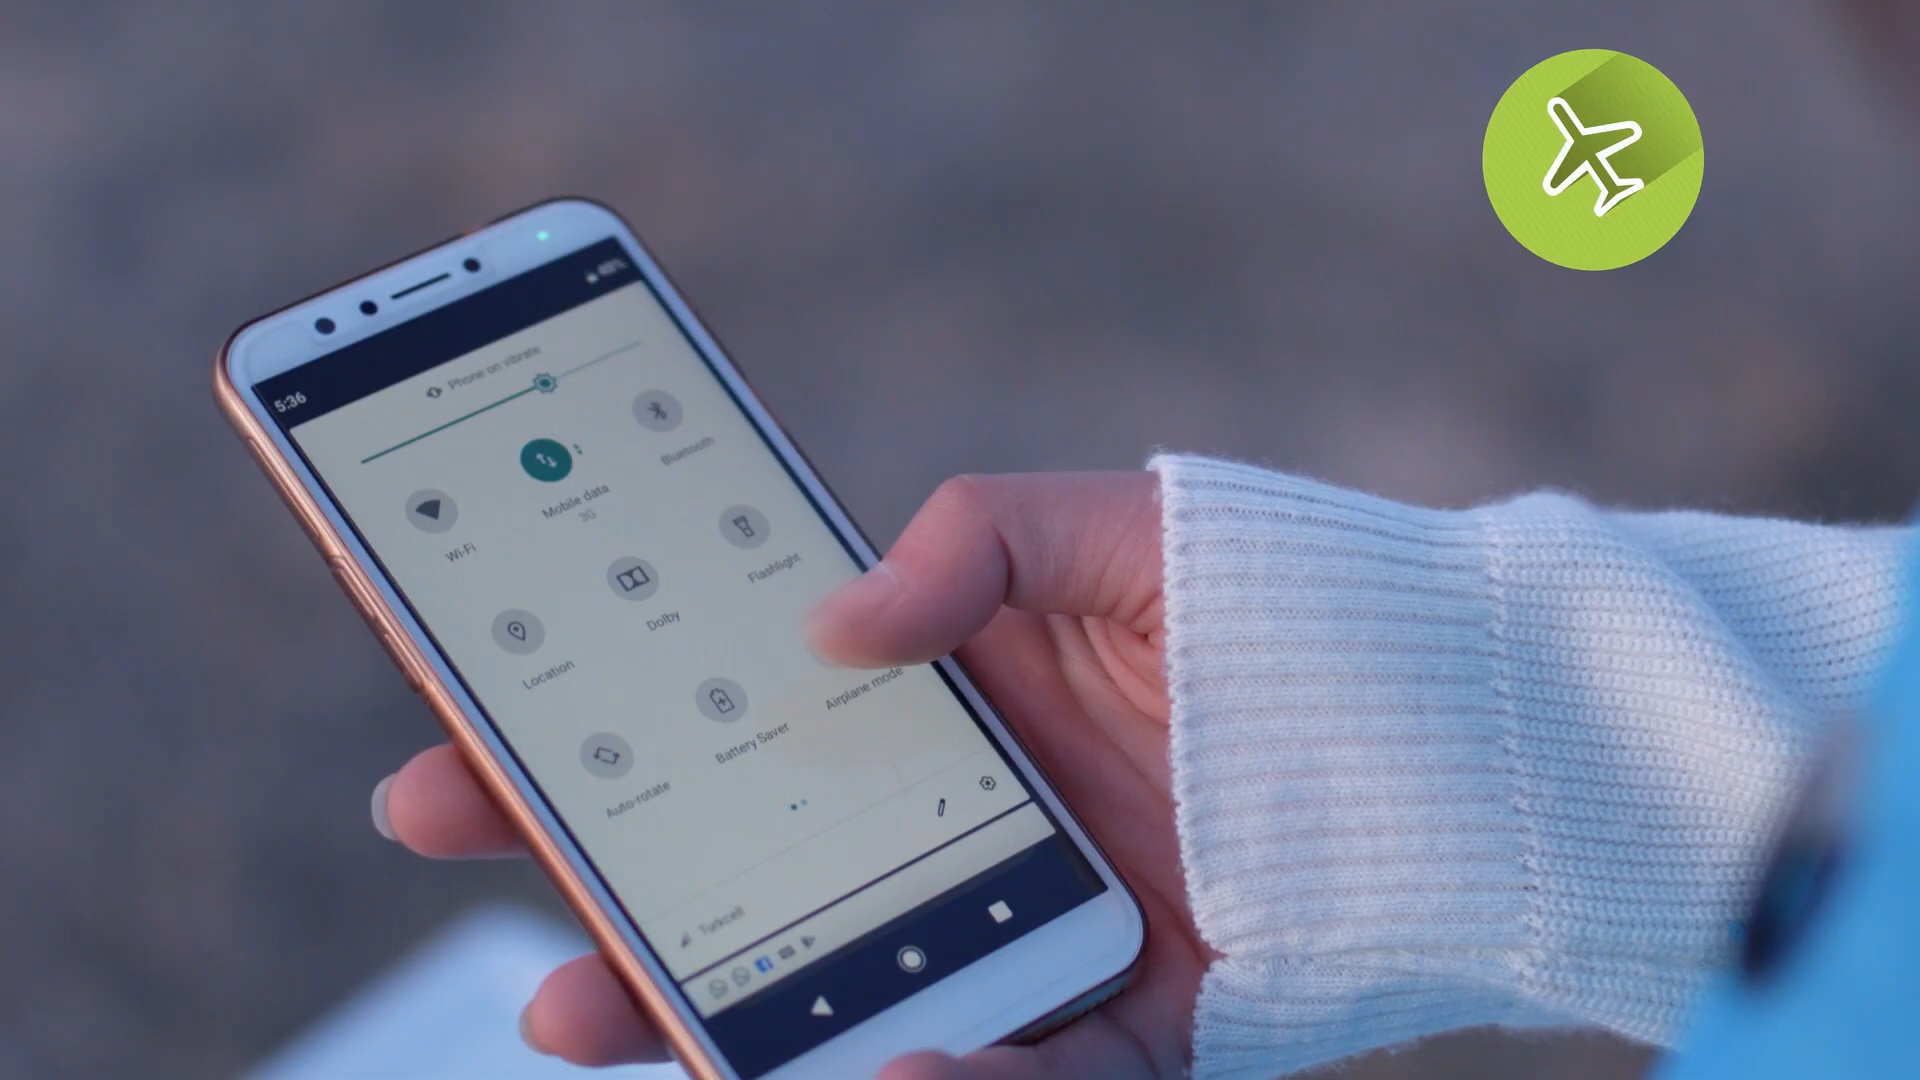 5:36
48%
Phone on vibrate
Wi-Fi
Mobile data
3G
Bluetooth
Location
Dolby
Flashlight
Auto-rotate
Battery Saver
Airplane mode
Turkcell